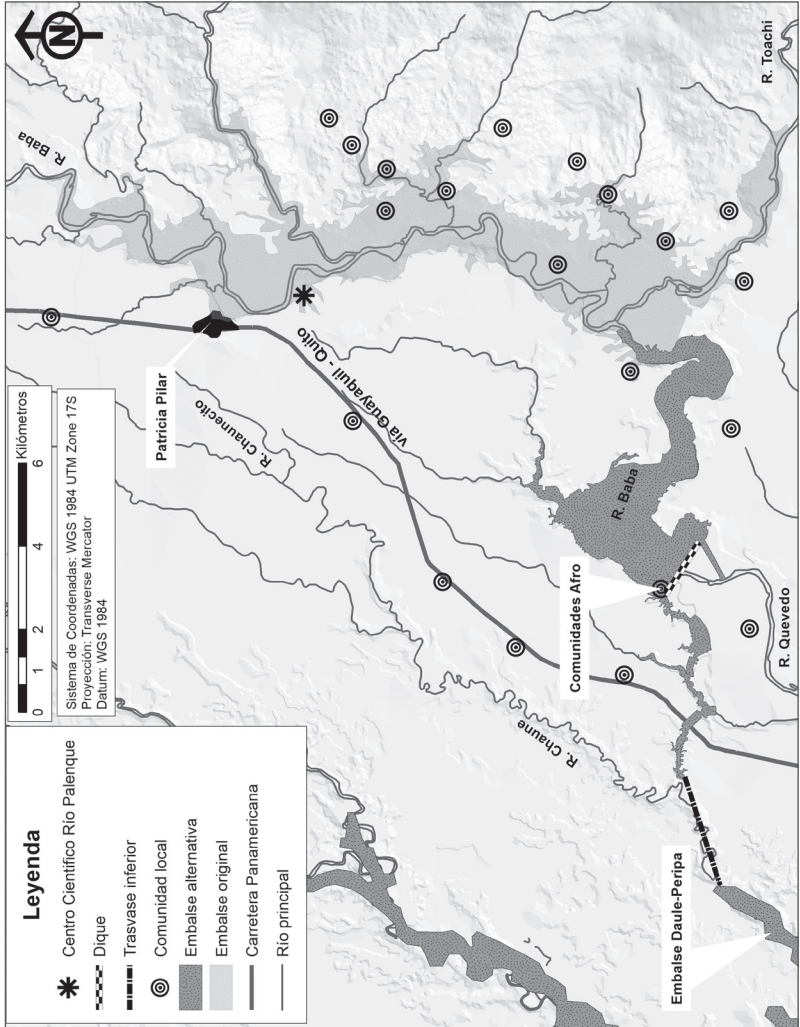 Leyenda
Centro Científico Río Palenque
Dique
Trasvase inferior
Comunidad local
Embalse alternativa
Embalse original
Carretera Panamericana
Río principal
0 1 2 4 6 Kilómetros
Sistema de Coordenadas: WGS 1984 UTM Zone 17S
Proyección: Transverse Mercator
Datum: WGS 1984
N
R. Baba
Patricia Pilar
R. Chaunecito
Vía Guayaquil - Quito
R. Toachi
R. Baba
Comunidades Afro
R. Chaune
R. Quevedo
Embalse Daule-Peripa